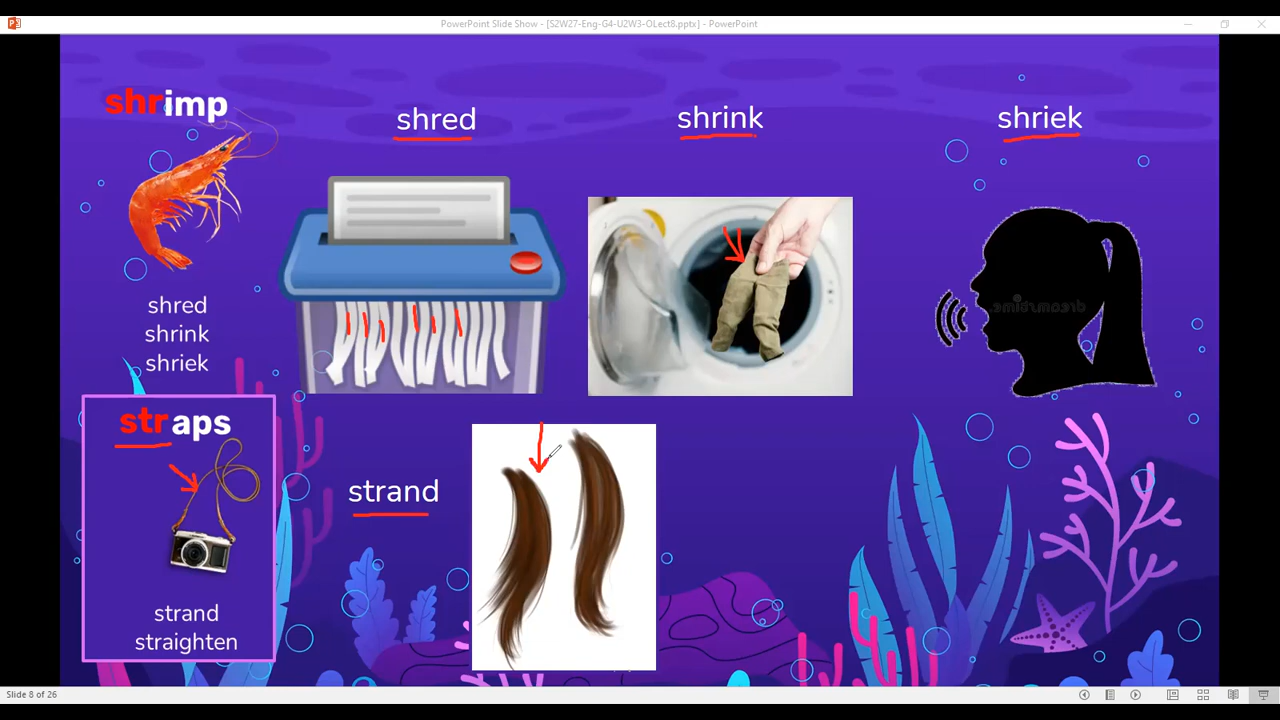 PowerPoint Slide Show - [S2W27-Eng-G4-U2W3-OLect8.pptx] - PowerPoint
shrimp
shred
shrink
shriek
shred
shrink
shriek
straps
strand
strand
straighten
Slide 8 of 26